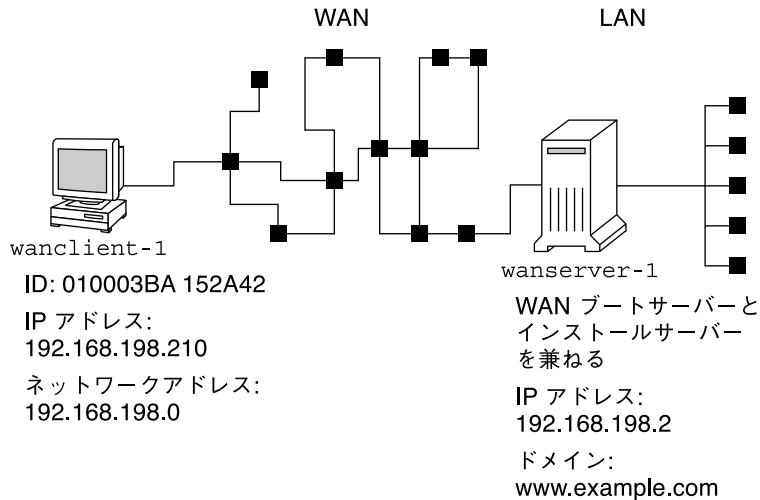 WAN
LAN
wanclient-1
ID: 010003BA 152A42
IP アドレス:
192.168.198.210
ネットワークアドレス:
192.168.198.0
wanserver-1
WAN ブートサーバーと
インストールサーバー
を兼ねる
IP アドレス:
192.168.198.2
ドメイン:
www.example.com